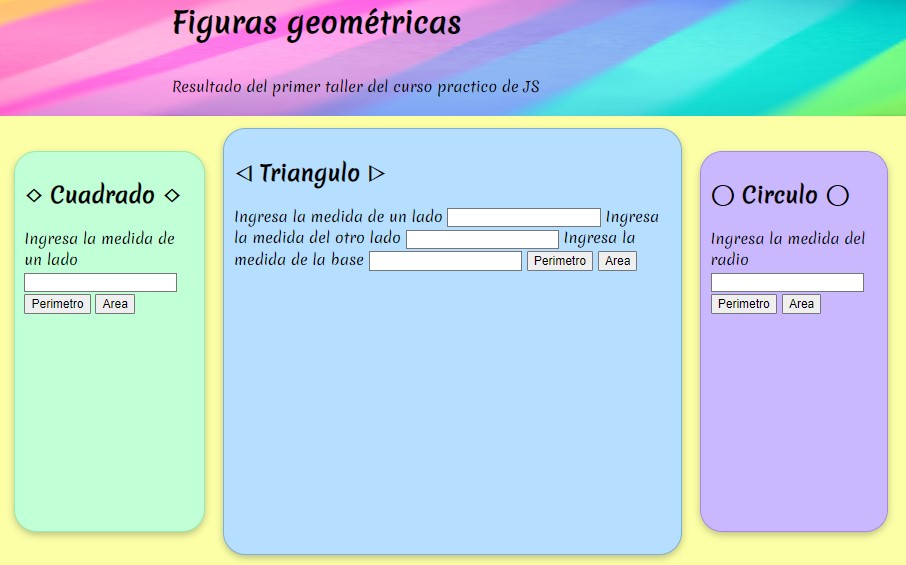 Figuras geométricas
Resultado del primer taller del curso practico de JS
◇ Cuadrado ◇
Ingresa la medida de
un lado
Perimetro Area
◁ Triangulo ▷
Ingresa la medida de un lado Ingresa
la medida del otro lado Ingresa la
medida de la base Perimetro Area
◯ Circulo ◯
Ingresa la medida del
radio
Perimetro Area